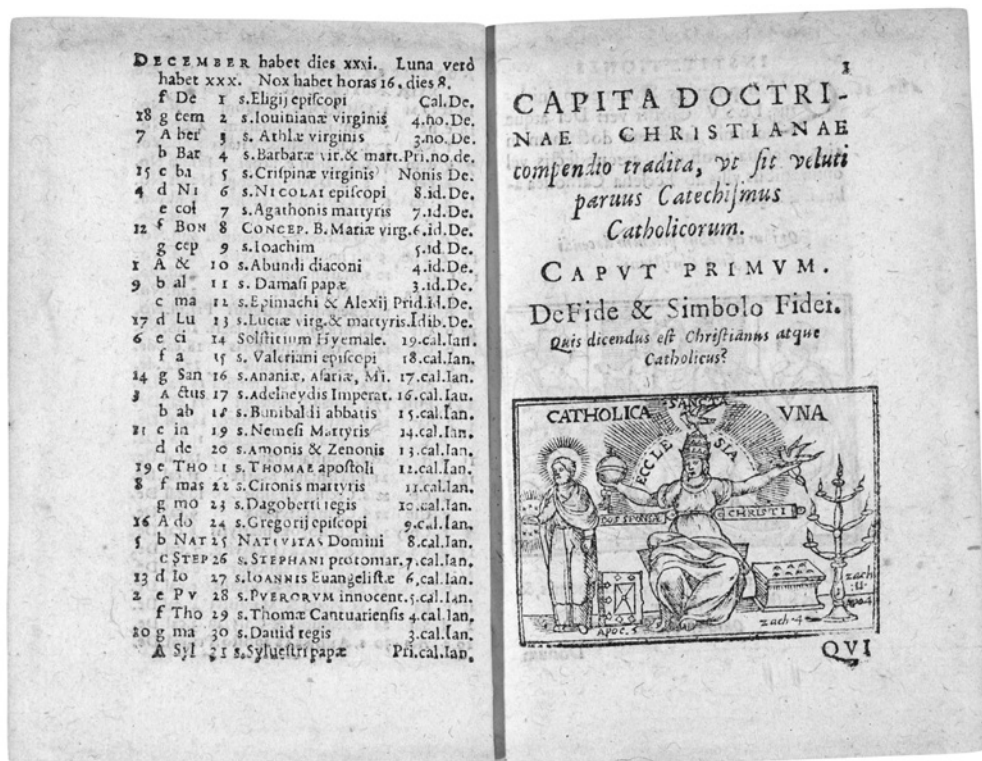 DECEMBER habet dies xxxi. Luna verò
habet xxx. Nox habet horas 16. dies 8.
f De 1 s.Eligij epiſcopi Cal.De.
18 g cem 2 s.Iouinianæ virginis 4.no.De.
7 A ber 3 s. Athlæ virginis 3.no.De.
b Bar 4 s.Barbaræ vir.& mart.Pri.no.de.
15 c ba 5 s.Criſpinæ virginis Nonis De.
4 d Ni 6 s.NICOLAI epiſcopi 8.id.De.
e col 7 s.Agathonis martyris 7.id.De.
12 f BON 8 CONCEP. B.Mariæ virg.6.id.De.
g cep 9 s.Ioachim 5.id.De.
1 A & 10 s.Abundi diaconi 4.id.De.
9 b al 11 s. Damaſi papæ 3.id.De.
c ma 12 s.Epimachi & Alexij Prid.id.De.
17 d Lu 13 s.Luciæ virg.& martyris.Idib.De.
6 e ci 14 Solſticium Hyemale. 19.cal.Ian.
f a 15 s. Valeriani epiſcopi 18.cal.Ian.
14 g San 16 s.Ananiæ, Aſariæ, Mi. 17.cal.Ian.
3 A ctus 17 s.Adelheydis Imperat. 16.cal.Ian.
b ab 18 s.Bunibaldi abbatis 15.cal.Ian.
11 c in 19 s.Nemeſi Martyris 14.cal.Ian.
d de 20 s.Amonis & Zenonis 13.cal.Ian.
19 e THO 21 s.THOMAE apoſtoli 12.cal.Ian.
8 f mas 22 s.Cironis martyris 11.cal.Ian.
g mo 23 s.Dagoberti regis 10.cal.Ian.
16 A do 24 s.Gregorij epiſcopi 9.cal.Ian.
5 b NAT 25 NATIVITAS Domini 8.cal.Ian.
c STEP 26 s.STEPHANI protomar.7.cal.Ian.
13 d Io 27 s.IOANNIS Euangeliſtæ 6.cal.Ian.
2 e Pv 28 s.PVERORVM innocent.5.cal.Ian.
f Tho 29 s.Thomæ Cantuarienſis 4.cal.Ian.
20 g ma 30 s.Dauid regis 3.cal.Ian.
A Syl 31 s.Sylueſtri papæ Pri.cal.Ian.
1
CAPITA DOCTRI-
NAE CHRISTIANAE
compendio tradita, vt ſit veluti
paruus Catechiſmus
Catholicorum.
CAPVT PRIMVM.
De Fide & Simbolo Fidei.
Quis dicendus eſt Chriſtianus atque
Catholicus?
CATHOLICA SANCTA VNA
ECCLESIA
SPONSA CHRISTI
zach
APOC. 5
zach 4
QVI